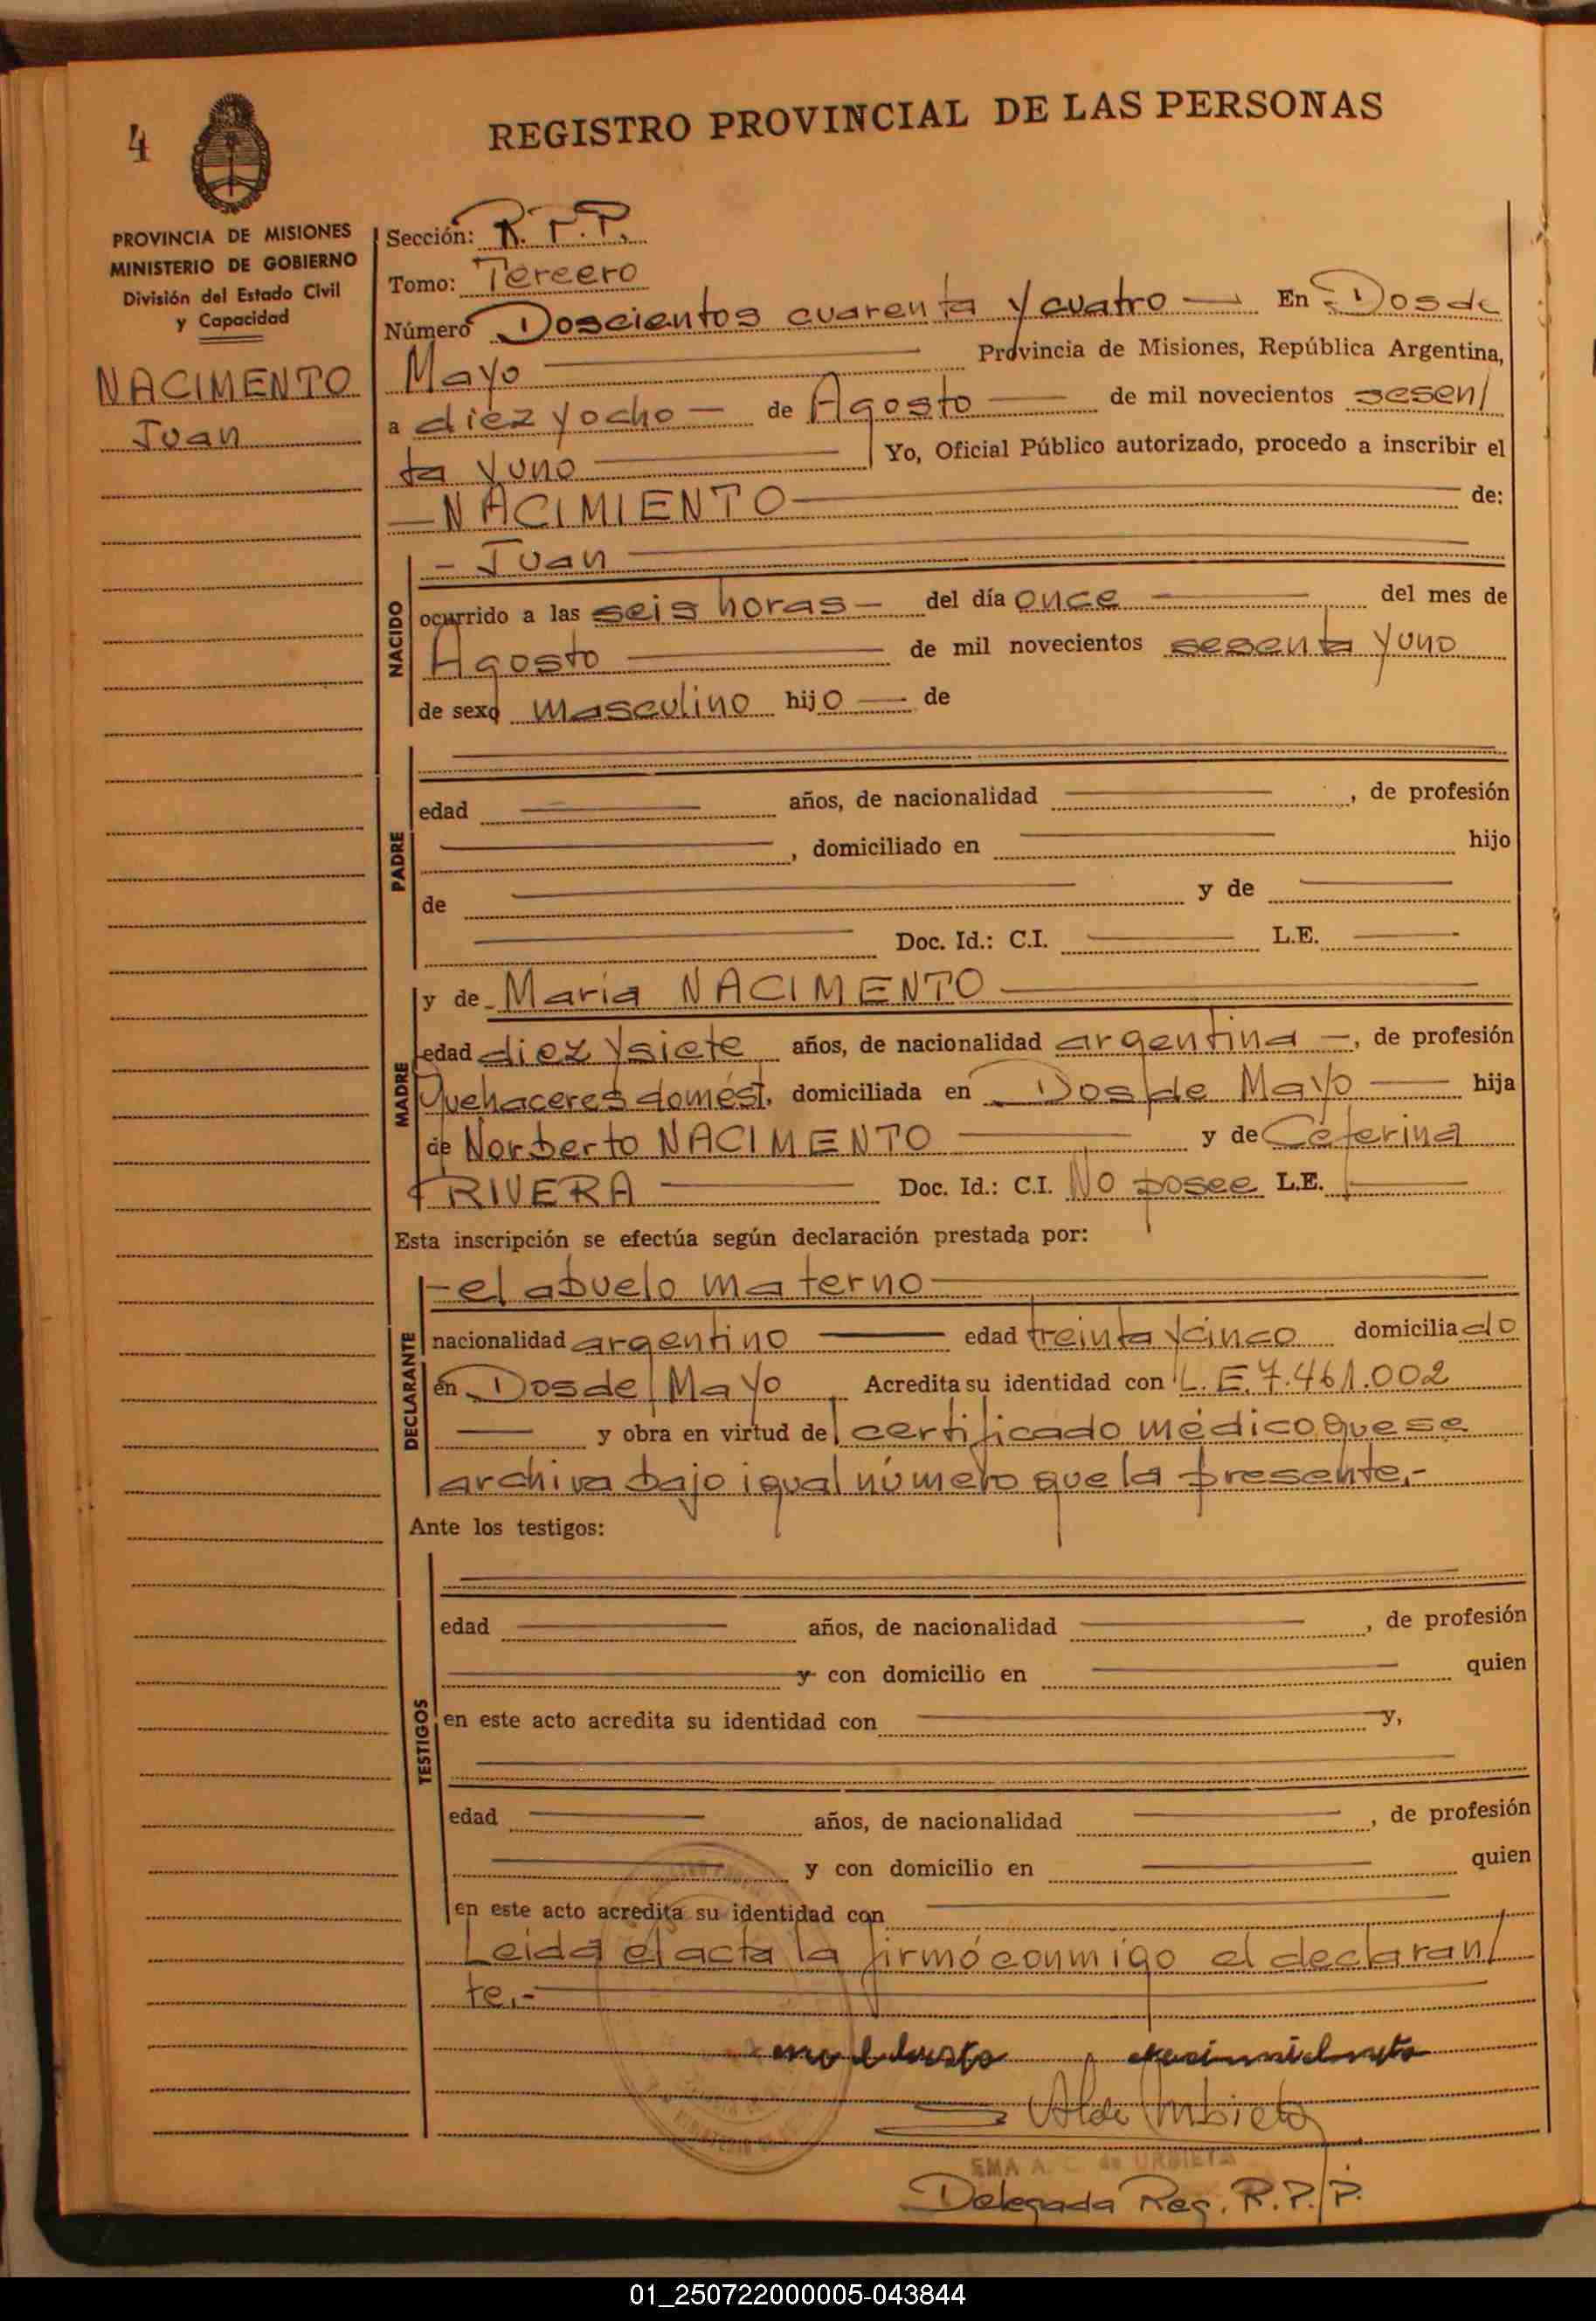 4
REGISTRO PROVINCIAL DE LAS PERSONAS
PROVINCIA DE MISIONES
MINISTERIO DE GOBIERNO
División del Estado Civil
y Capacidad
NACIMENTO
Juan
Sección: R. P. P.
Tomo: Tercero
Número Doscientos cuarenta y cuatro — En Dos de
Mayo — Provincia de Misiones, República Argentina,
a diez y ocho — de Agosto — de mil novecientos sesen/
ta y uno — Yo, Oficial Público autorizado, procedo a inscribir el
— NACIMIENTO — de:
NACIDO
- Juan —
ocurrido a las seis horas — del día once — del mes de
Agosto — de mil novecientos sesenta y uno
de sexo masculino hijo — de
PADRE
edad — años, de nacionalidad —, de profesión
—, domiciliado en — hijo
de — y de —
— Doc. Id.: C.I. — L.E. —
MADRE
y de - Maria NACIMENTO —
edad diez y siete años, de nacionalidad argentina —, de profesión
Quehaceres domést. domiciliada en Dos de Mayo — hija
de Norberto NACIMENTO — y de Ceferina
RIVERA — Doc. Id.: C.I. No posee L.E. —
Esta inscripción se efectúa según declaración prestada por:
DECLARANTE
- el abuelo materno —
nacionalidad argentino — edad treinta y cinco domiciliado
en Dos de Mayo Acredita su identidad con L. E. 7.461.002
— y obra en virtud del certificado médico que se
archiva bajo igual número que la presente.-
Ante los testigos:
TESTIGOS
edad — años, de nacionalidad —, de profesión
— y con domicilio en — quien
en este acto acredita su identidad con — y,
edad — años, de nacionalidad —, de profesión
— y con domicilio en — quien
en este acto acredita su identidad con —
Leida el acta la firmó conmigo el declaran/
te.-
EMA A. C. de URBIETA
Delegada Reg. R.P.P.
01_250722000005-043844